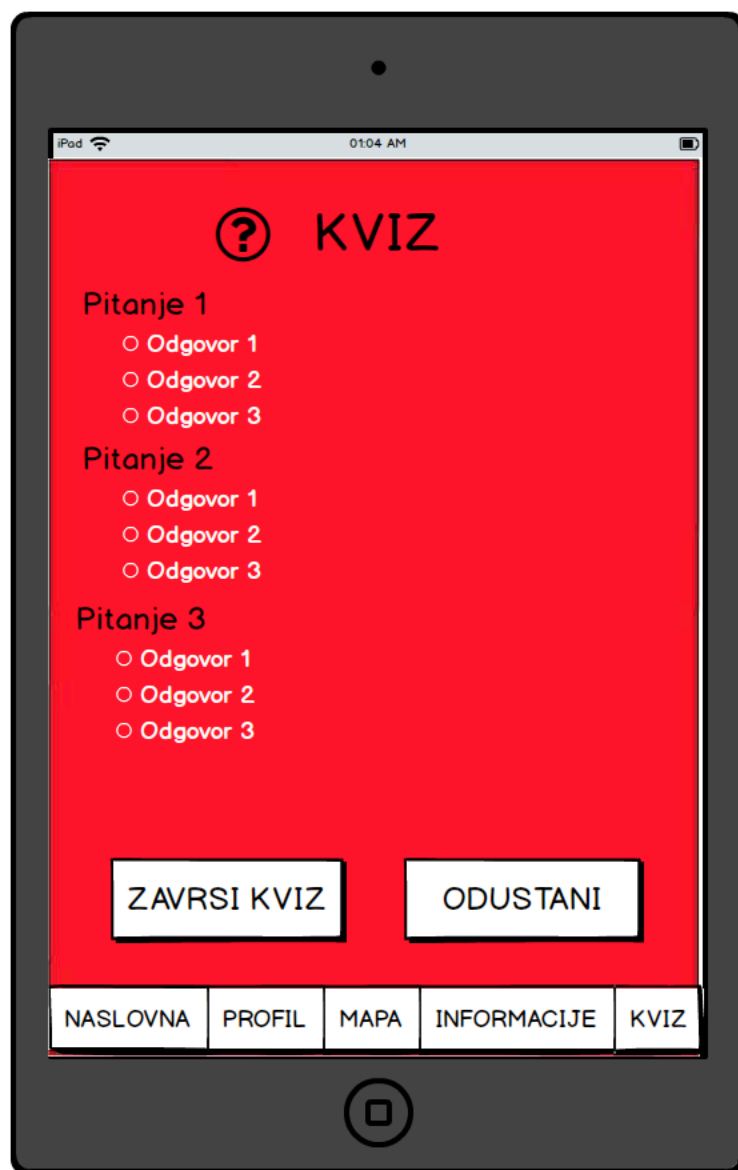 iPad 01:04 AM
? KVIZ
Pitanje 1
Odgovor 1
Odgovor 2
Odgovor 3
Pitanje 2
Odgovor 1
Odgovor 2
Odgovor 3
Pitanje 3
Odgovor 1
Odgovor 2
Odgovor 3
ZAVRSI KVIZ ODUSTANI
NASLOVNA PROFIL MAPA INFORMACIJE KVIZ